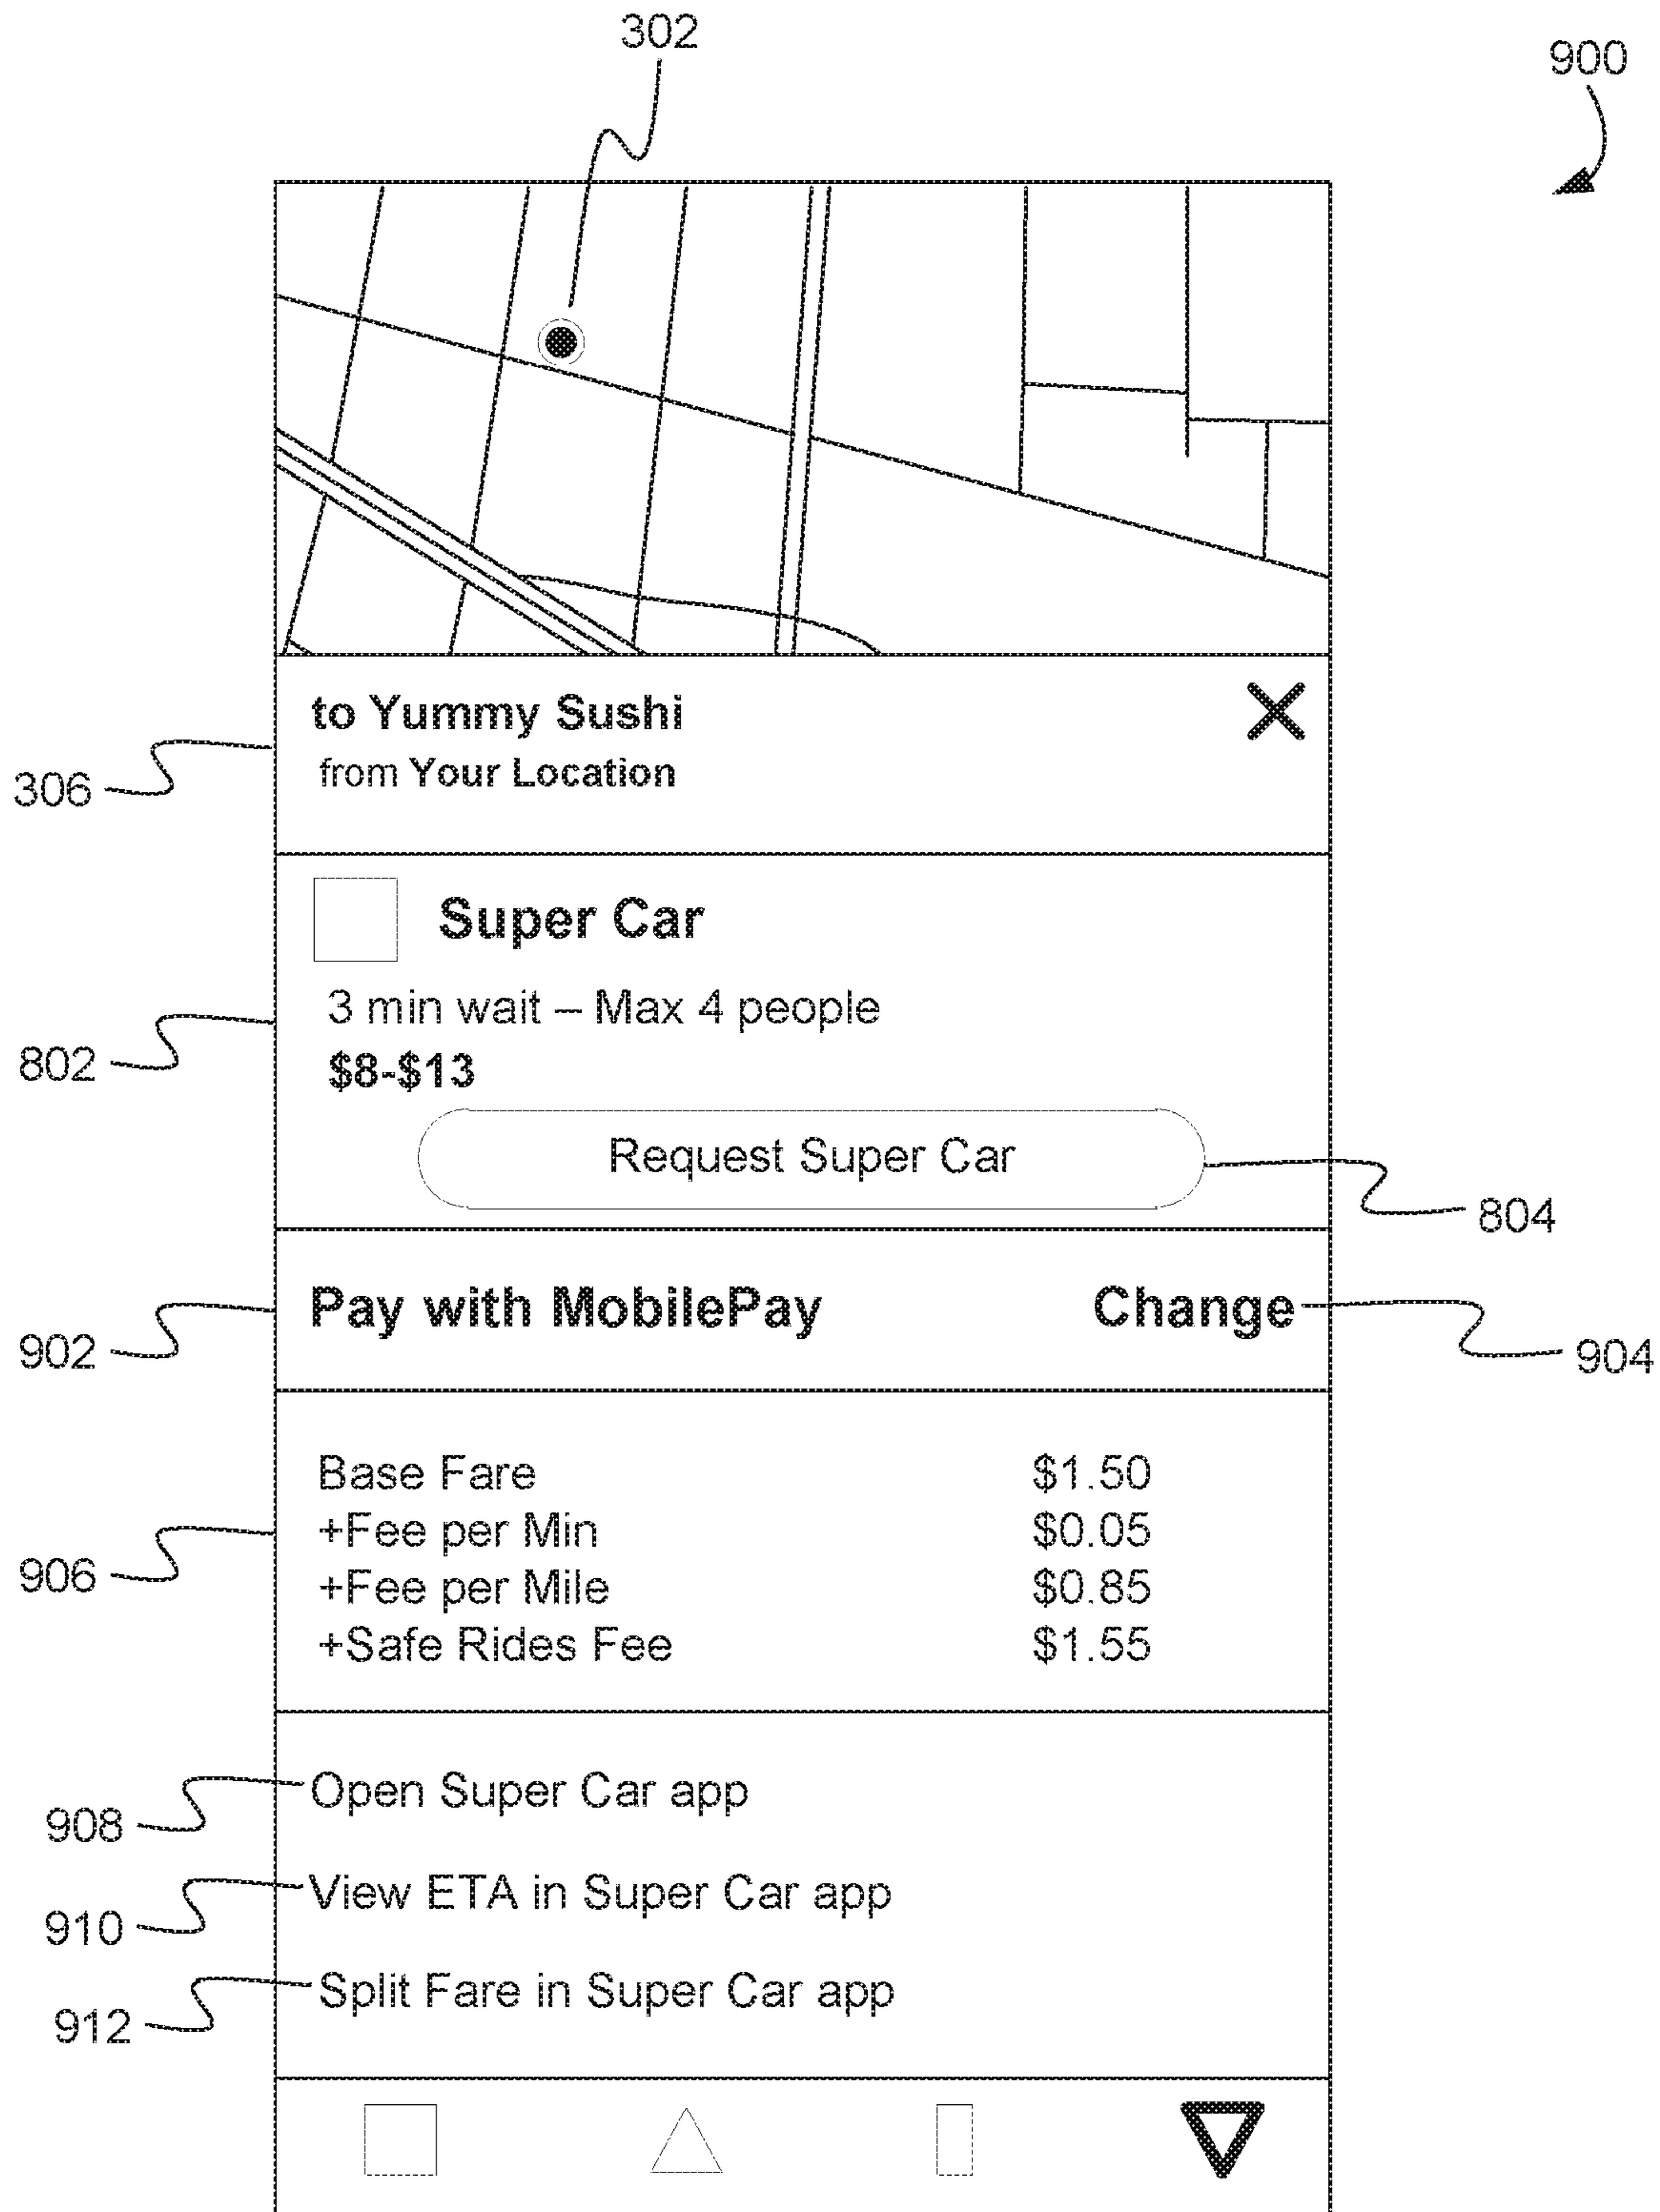 302
900
to Yummy Sushi
from Your Location
306
Super Car
3 min wait – Max 4 people
802
$8-$13
Request Super Car
804
Pay with MobilePay Change
902
904
Base Fare $1.50
+Fee per Min $0.05
906
+Fee per Mile $0.85
+Safe Rides Fee $1.55
Open Super Car app
908
View ETA in Super Car app
910
Split Fare in Super Car app
912